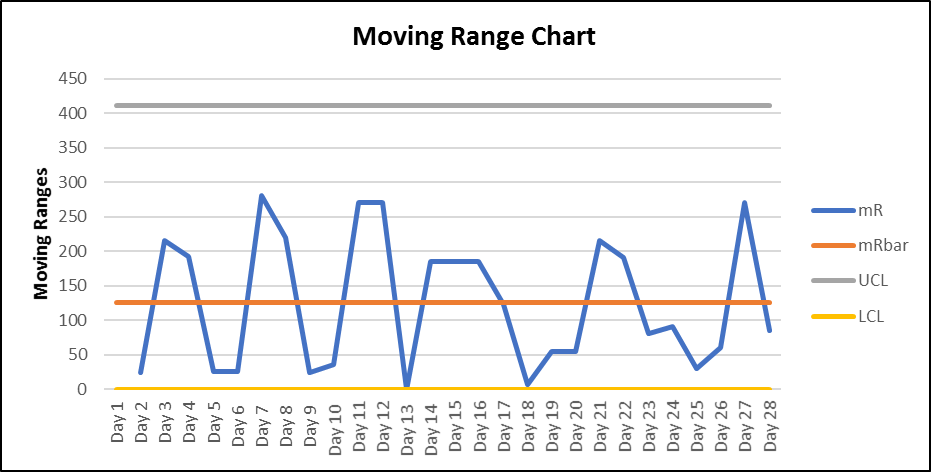 Moving Range Chart
Moving Ranges
450
400
350
300
250
200
150
100
50
0
Day 1
Day 2
Day 3
Day 4
Day 5
Day 6
Day 7
Day 8
Day 9
Day 10
Day 11
Day 12
Day 13
Day 14
Day 15
Day 16
Day 17
Day 18
Day 19
Day 20
Day 21
Day 22
Day 23
Day 24
Day 25
Day 26
Day 27
Day 28
mR
mRbar
UCL
LCL